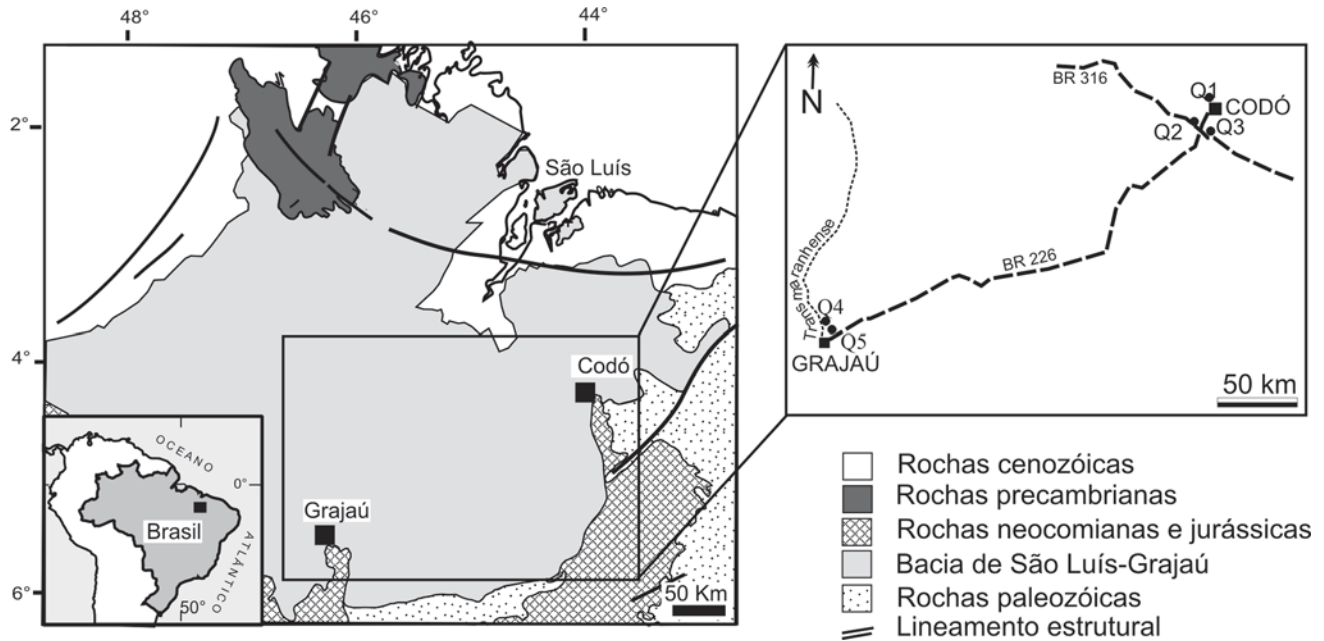 48°
46°
44°
2°
4°
6°
São Luís
Codó
Grajaú
50 Km
OCEANO
ATLÂNTICO
0°
Brasil
50°
N
BR 316
Q1
CODÓ
Q2
Q3
BR 226
Transmaranhense
Q4
Q5
GRAJAÚ
50 km
Rochas cenozóicas
Rochas precambrianas
Rochas neocomianas e jurássicas
Bacia de São Luís-Grajaú
Rochas paleozóicas
Lineamento estrutural